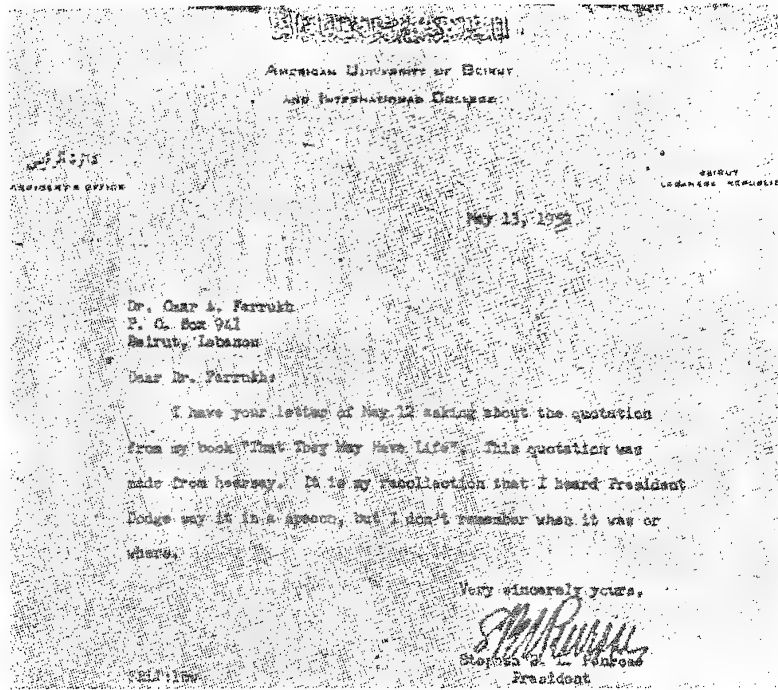 AMERICAN UNIVERSITY OF BEIRUT
AND INTERNATIONAL COLLEGE
PRESIDENT'S OFFICE
BEIRUT
LEBANESE REPUBLIC
May 13, 1952
Dr. Omar A. Farrukh
P. O. Box 941
Beirut, Lebanon
Dear Dr. Farrukh:
I have your letter of May 12 asking about the quotation
from my book "That They May Have Life". This quotation was
made from hearsay. It is my recollection that I heard President
Dodge say it in a speech, but I don't remember when it was or
where.
Very sincerely yours,
Stephen B. L. Penrose
President